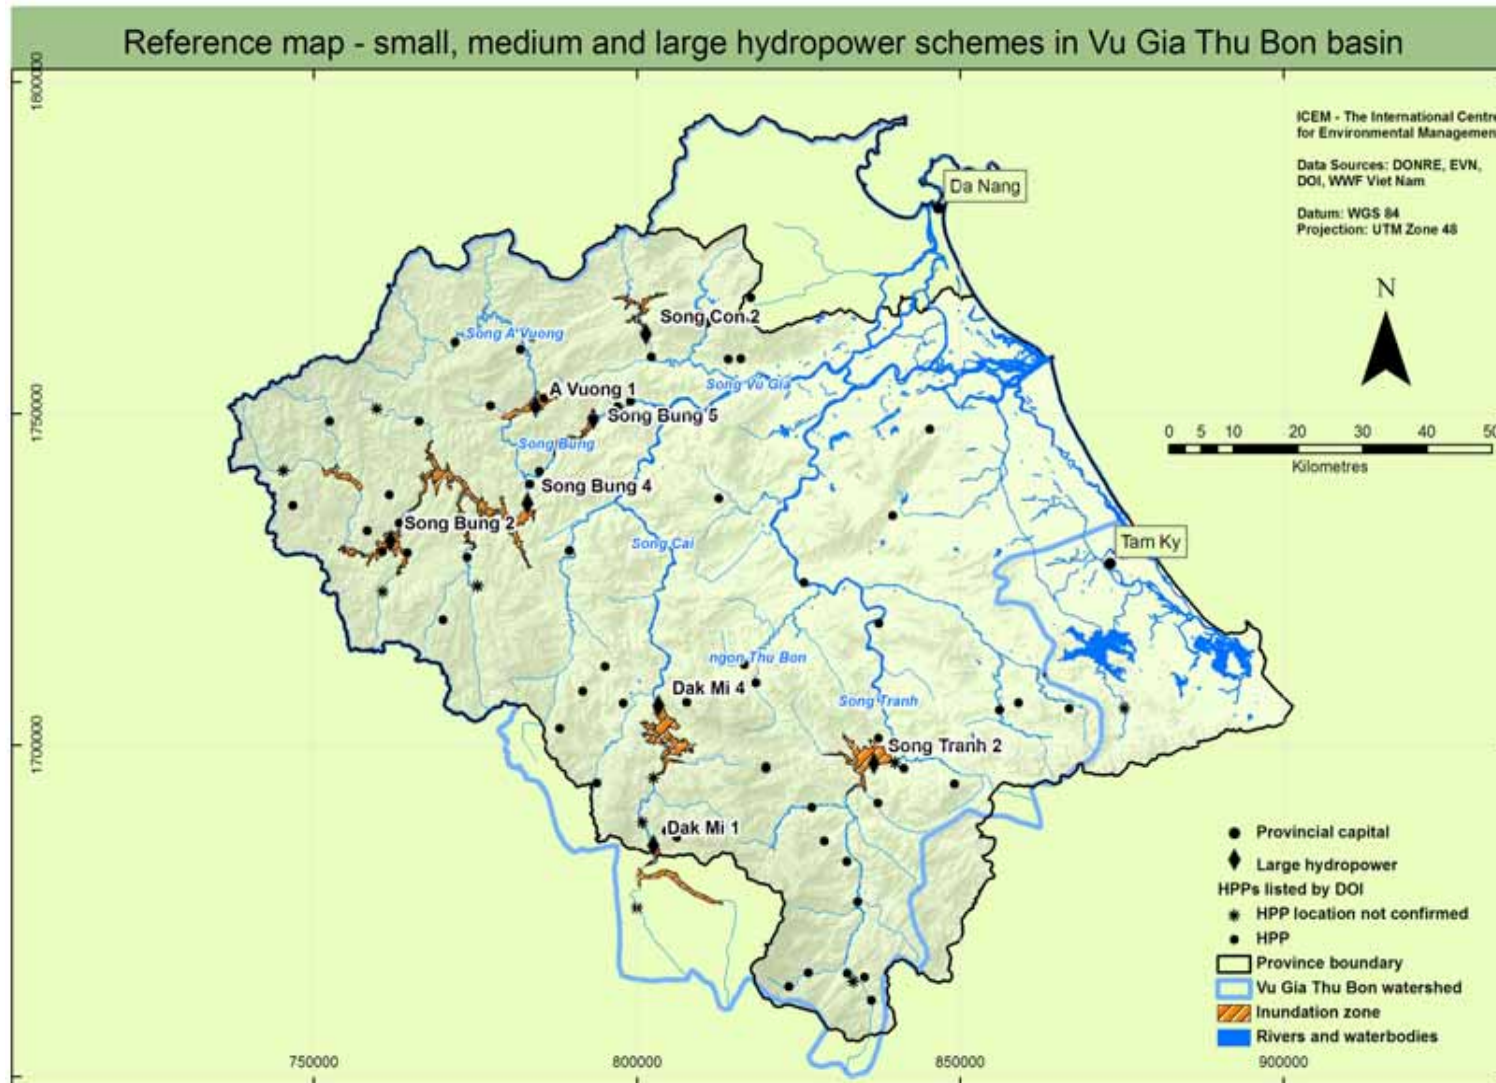 Reference map - small, medium and large hydropower schemes in Vu Gia Thu Bon basin
1800000
ICEM - The International Centre
for Environmental Management
Data Sources: DONRE, EVN,
DOI, WWF Viet Nam
Datum: WGS 84
Projection: UTM Zone 48
Da Nang
N
Song Con 2
Song A Vuong
Song Vu Gia
A Vuong 1
1750000
Song Bung 5
0 5 10 20 30 40 50
Kilometres
Song Bung
Song Bung 4
Song Bung 2
Song Cai
Tam Ky
ngon Thu Bon
Dak Mi 4
Song Tranh
Song Tranh 2
1700000
Dak Mi 1
Provincial capital
Large hydropower
HPPs listed by DOI
HPP location not confirmed
HPP
Province boundary
Vu Gia Thu Bon watershed
Inundation zone
Rivers and waterbodies
750000 800000 850000 900000